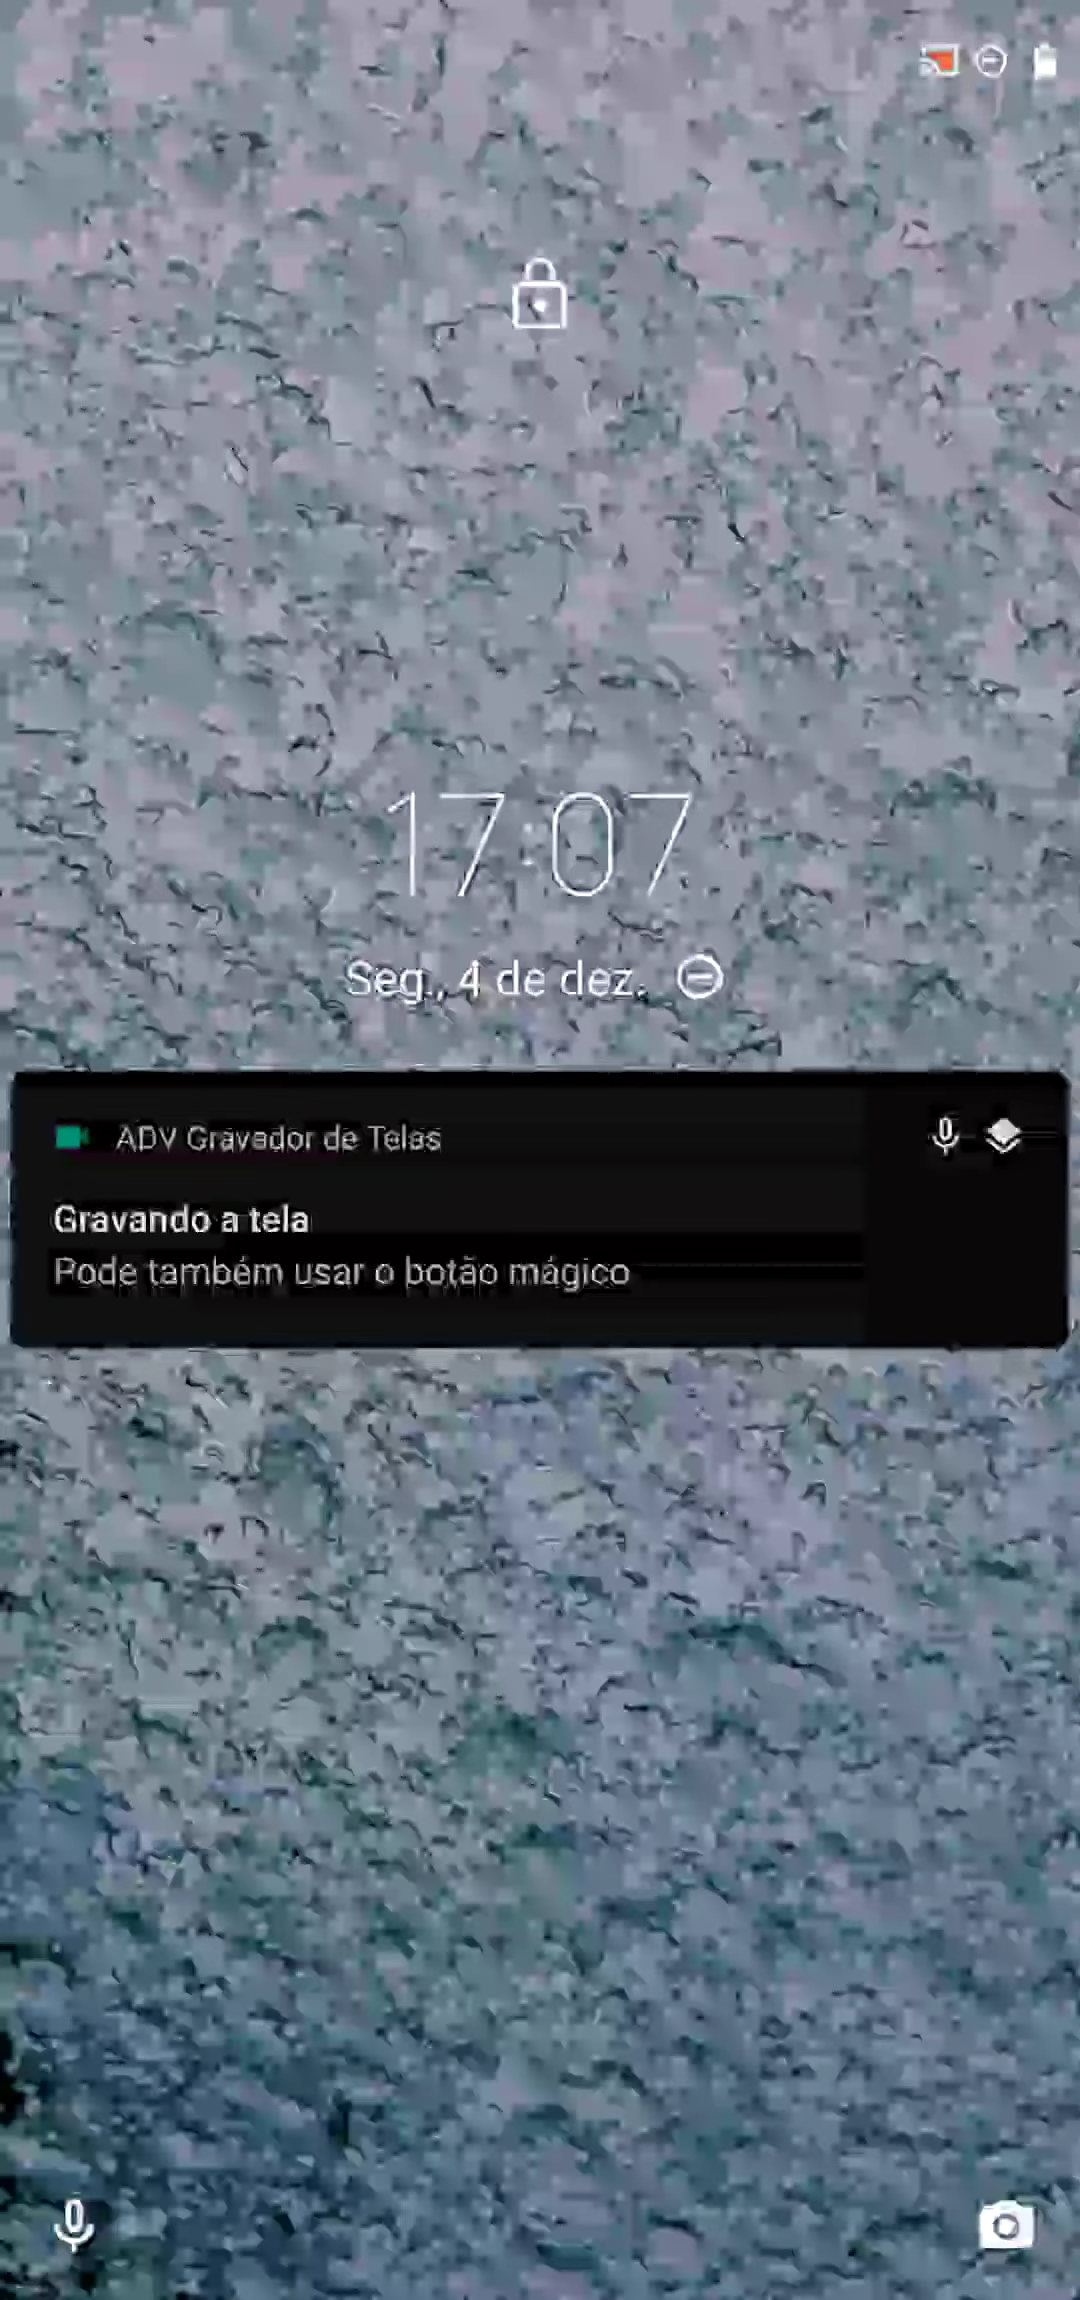 17:07
Seg., 4 de dez.
ADV Gravador de Telas
Gravando a tela
Pode também usar o botão mágico